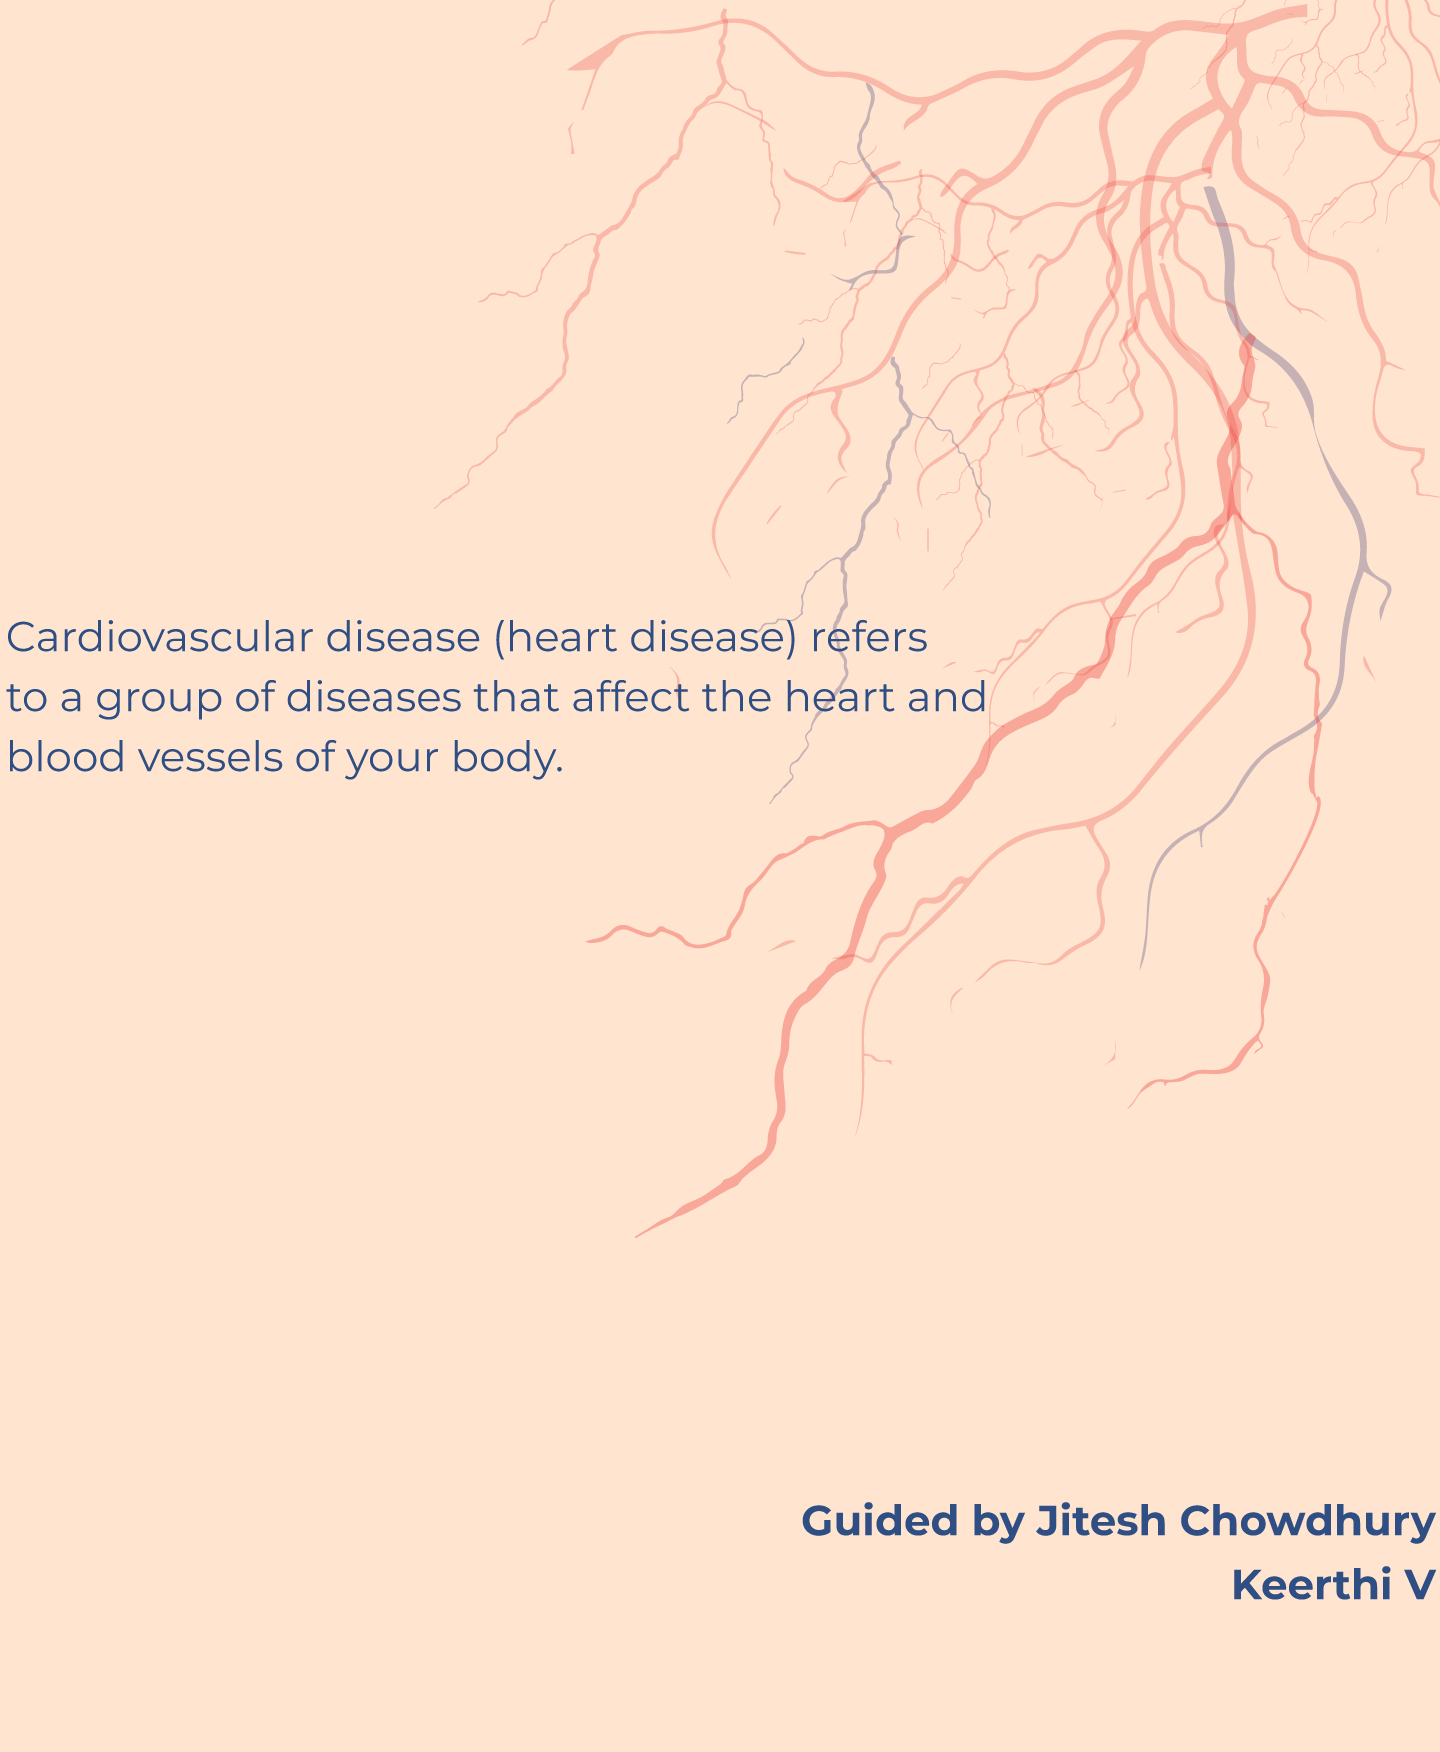 Cardiovascular disease (heart disease) refers
to a group of diseases that affect the heart and
blood vessels of your body.
Guided by Jitesh Chowdhury
Keerthi V